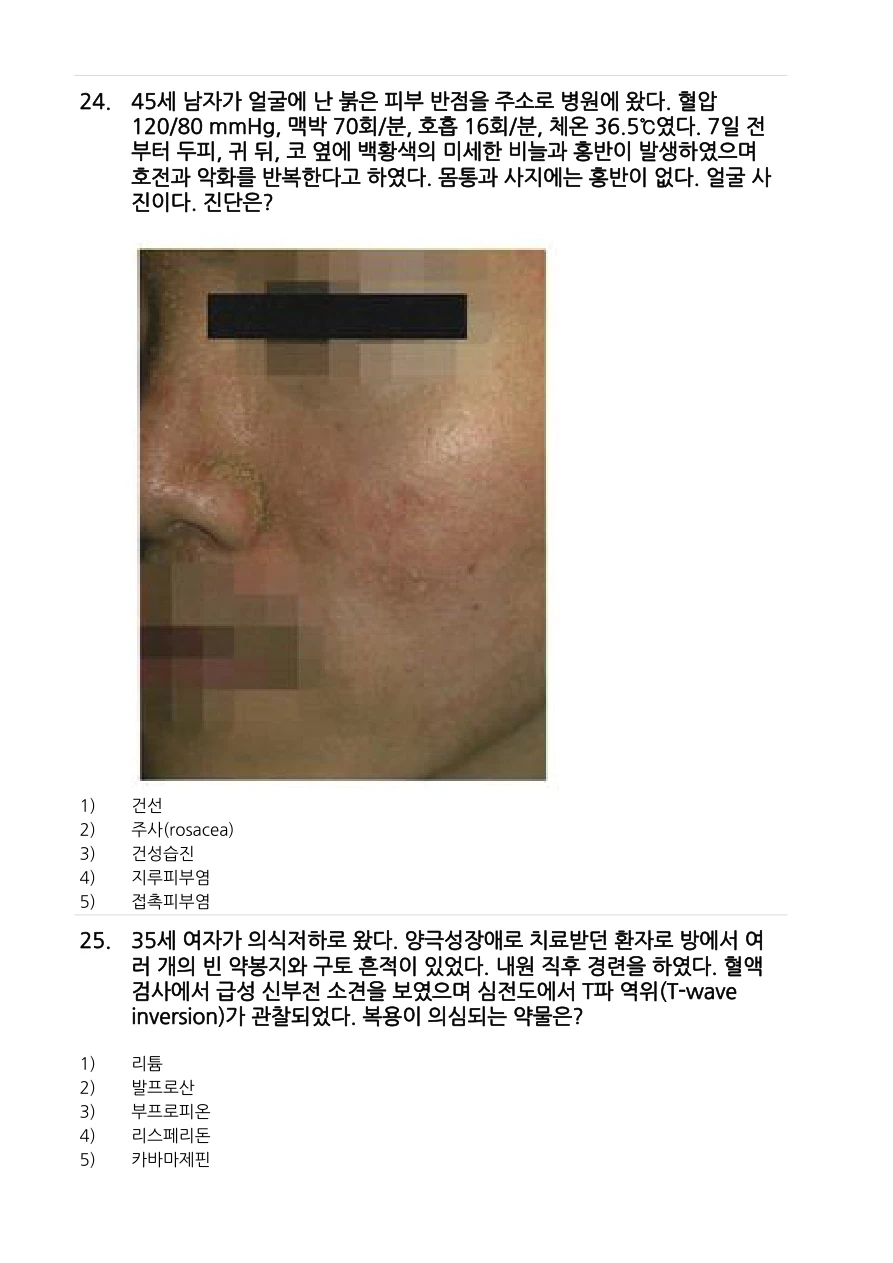 24. 45세 남자가 얼굴에 난 붉은 피부 반점을 주소로 병원에 왔다. 혈압
120/80 mmHg, 맥박 70회/분, 호흡 16회/분, 체온 36.5℃였다. 7일 전
부터 두피, 귀 뒤, 코 옆에 백황색의 미세한 비늘과 홍반이 발생하였으며
호전과 악화를 반복한다고 하였다. 몸통과 사지에는 홍반이 없다. 얼굴 사
진이다. 진단은?
1) 건선
2) 주사(rosacea)
3) 건성습진
4) 지루피부염
5) 접촉피부염
25. 35세 여자가 의식저하로 왔다. 양극성장애로 치료받던 환자로 방에서 여
러 개의 빈 약봉지와 구토 흔적이 있었다. 내원 직후 경련을 하였다. 혈액
검사에서 급성 신부전 소견을 보였으며 심전도에서 T파 역위(T-wave
inversion)가 관찰되었다. 복용이 의심되는 약물은?
1) 리튬
2) 발프로산
3) 부프로피온
4) 리스페리돈
5) 카바마제핀